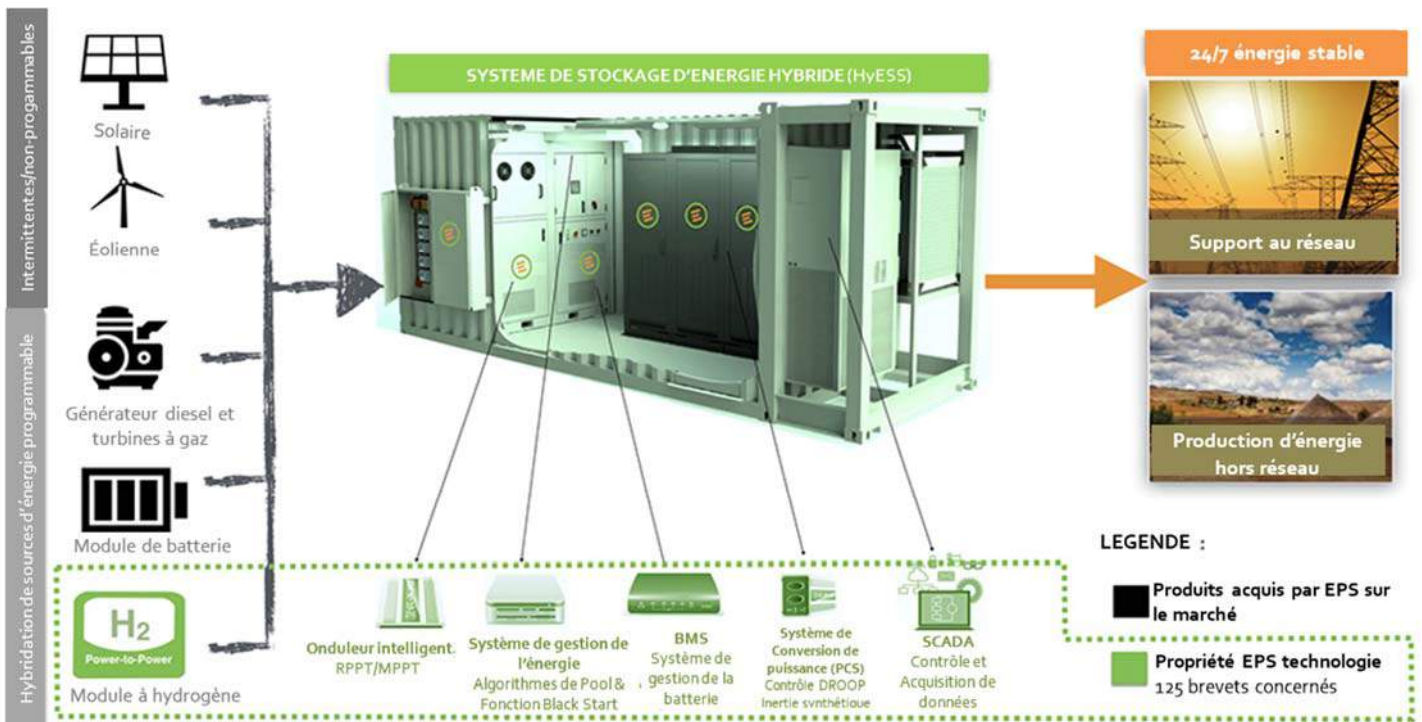 Intermittentes/non-progammables
Hybridation de sources d'énergie programmable
Solaire
Éolienne
Générateur diesel et
turbines à gaz
Module de batterie
H2
Power-to-Power
Module à hydrogène
SYSTEME DE STOCKAGE D'ENERGIE HYBRIDE (HyESS)
24/7 énergie stable
Support au réseau
Production d'énergie
hors réseau
Onduleur intelligent.
RPPT/MPPT
Système de gestion de
l'énergie
Algorithmes de Pool &
Fonction Black Start
BMS
Système de
gestion de la
batterie
Système de
Conversion de
puissance (PCS)
Contrôle DROOP
Inertie synthétique
SCADA
Contrôle et
Acquisition de
données
LEGENDE :
Produits acquis par EPS sur
le marché
Propriété EPS technologie
125 brevets concernés